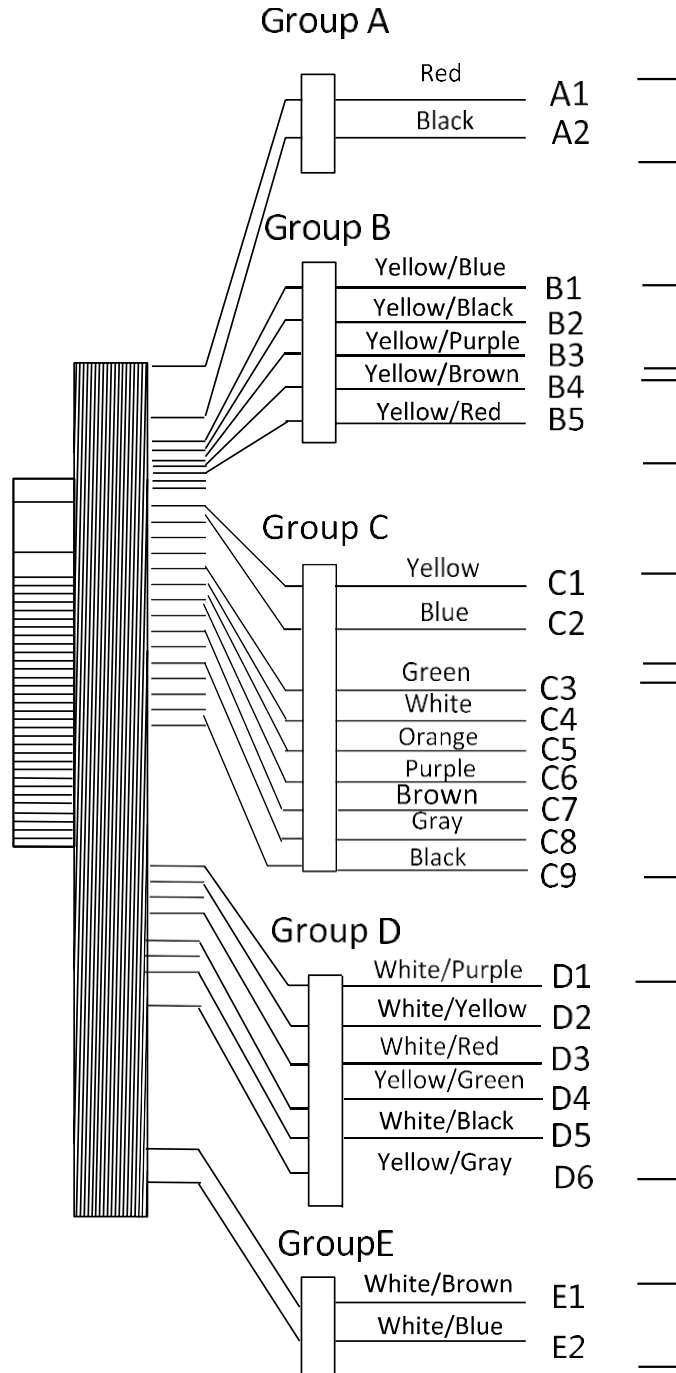 Group A
Red
A1
Black
A2
Group B
Yellow/Blue
B1
Yellow/Black
B2
Yellow/Purple
B3
Yellow/Brown
B4
Yellow/Red
B5
Group C
Yellow
C1
Blue
C2
Green
C3
White
C4
Orange
C5
Purple
C6
Brown
C7
Gray
C8
Black
C9
Group D
White/Purple
D1
White/Yellow
D2
White/Red
D3
Yellow/Green
D4
White/Black
D5
Yellow/Gray
D6
GroupE
White/Brown
E1
White/Blue
E2